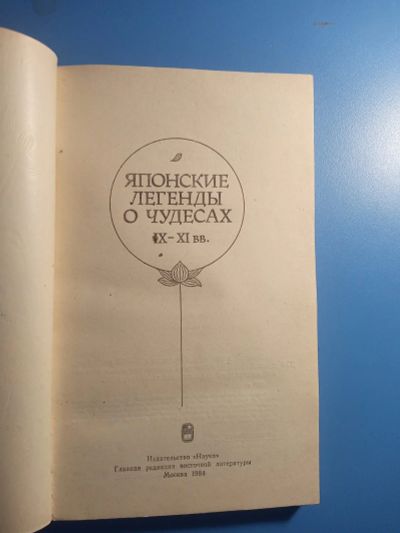 ЯПОНСКИЕ
ЛЕГЕНДЫ
О ЧУДЕСАХ
IX–XI вв.
Издательство «Наука»
Главная редакция восточной литературы
Москва 1984